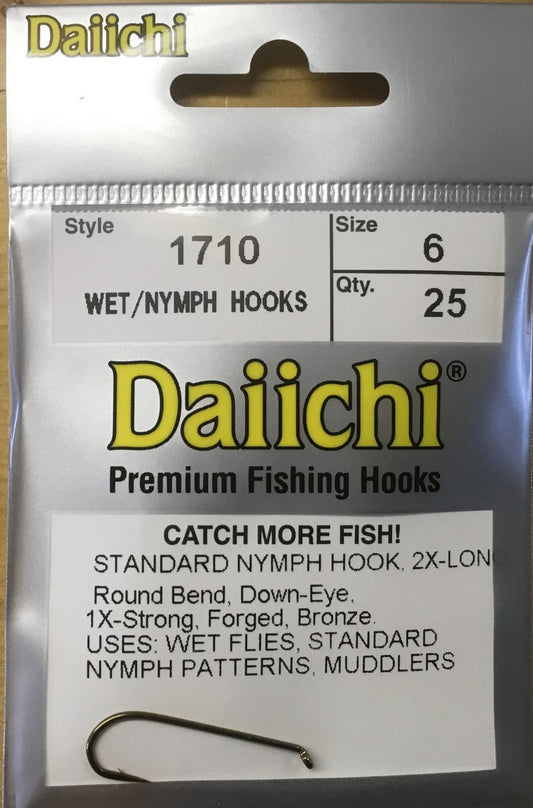 Daiichi
Style 1710 Size 6
WET/NYMPH HOOKS Qty. 25
Daiichi®
Premium Fishing Hooks
CATCH MORE FISH!
STANDARD NYMPH HOOK, 2X-LON
Round Bend, Down-Eye,
1X-Strong, Forged, Bronze.
USES: WET FLIES, STANDARD
NYMPH PATTERNS, MUDDLERS